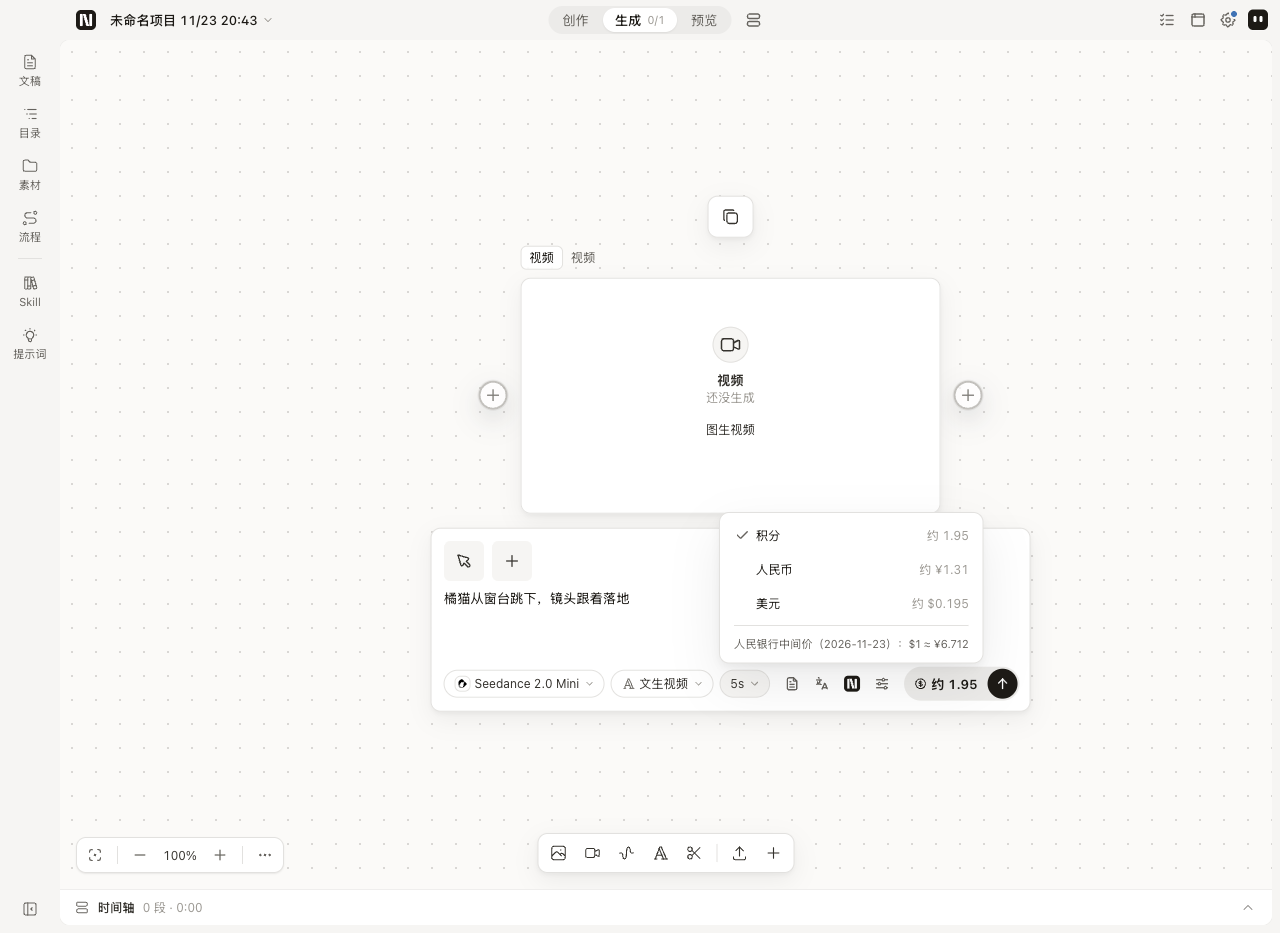 未命名项目 11/23 20:43
创作
生成 0/1
预览
文稿
目录
素材
流程
Skill
提示词
视频 视频
视频
还没生成
图生视频
积分 约 1.95
人民币 约 ¥1.31
美元 约 $0.195
人民银行中间价（2026-11-23）：$1 ≈ ¥6.712
橘猫从窗台跳下，镜头跟着落地
Seedance 2.0 Mini
文生视频
5s
约 1.95
100%
时间轴 0 段 · 0:00